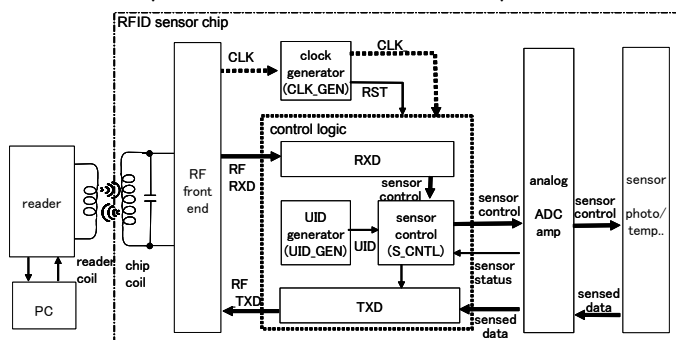 RFID sensor chip
CLK
CLK
clock
generator
(CLK_GEN)
RST
control logic
RXD
RF
RXD
RF
front
end
reader
reader
coil
chip
coil
PC
sensor
control
UID
generator
(UID_GEN)
UID
sensor
control
(S_CNTL)
sensor
control
sensor
status
RF
TXD
TXD
sensed
data
analog
ADC
amp
sensor
control
sensed
data
sensor
photo/
temp..